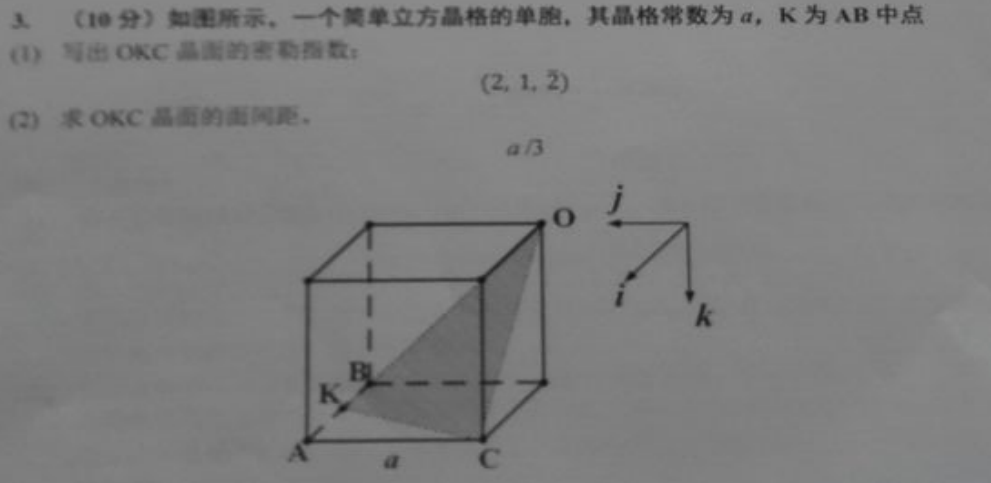 3. （10 分）如图所示，一个简单立方晶格的单胞，其晶格常数为 a，K 为 AB 中点
(1) 写出 OKC 晶面的密勒指数；
(2, 1, 2̄)
(2) 求 OKC 晶面的面间距。
a /3
O
j
i
k
B
K
A
a
C